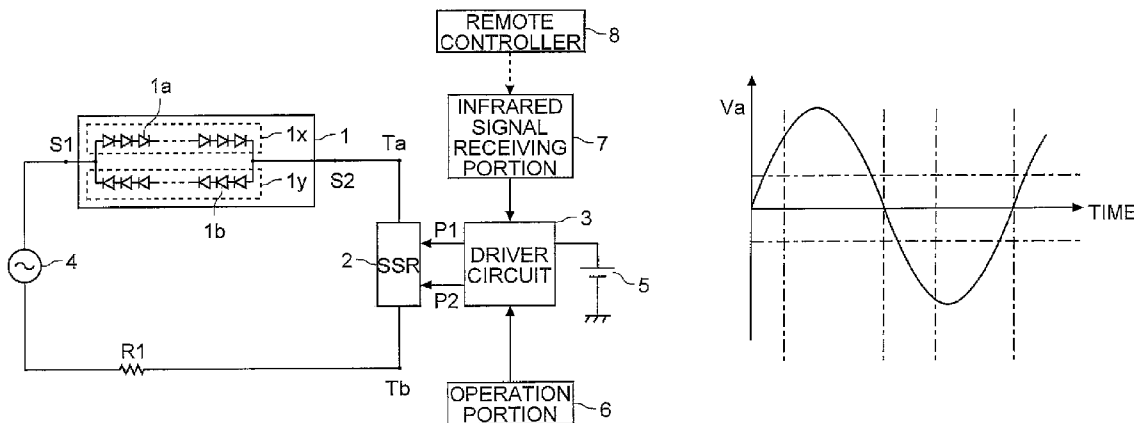 REMOTE
CONTROLLER
8
1a
S1
1x
1
Ta
INFRARED
SIGNAL
RECEIVING
PORTION
7
1y
S2
1b
3
P1
2
SSR
DRIVER
CIRCUIT
P2
5
4
R1
Tb
OPERATION
PORTION
6
Va
TIME